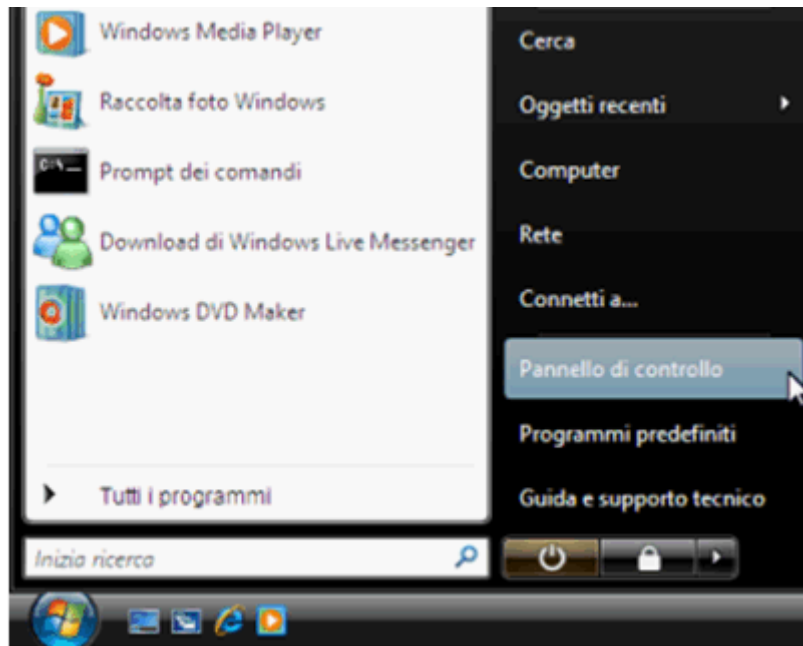 Windows Media Player
Raccolta foto Windows
Prompt dei comandi
Download di Windows Live Messenger
Windows DVD Maker
Tutti i programmi
Inizia ricerca
Cerca
Oggetti recenti
Computer
Rete
Connetti a...
Pannello di controllo
Programmi predefiniti
Guida e supporto tecnico